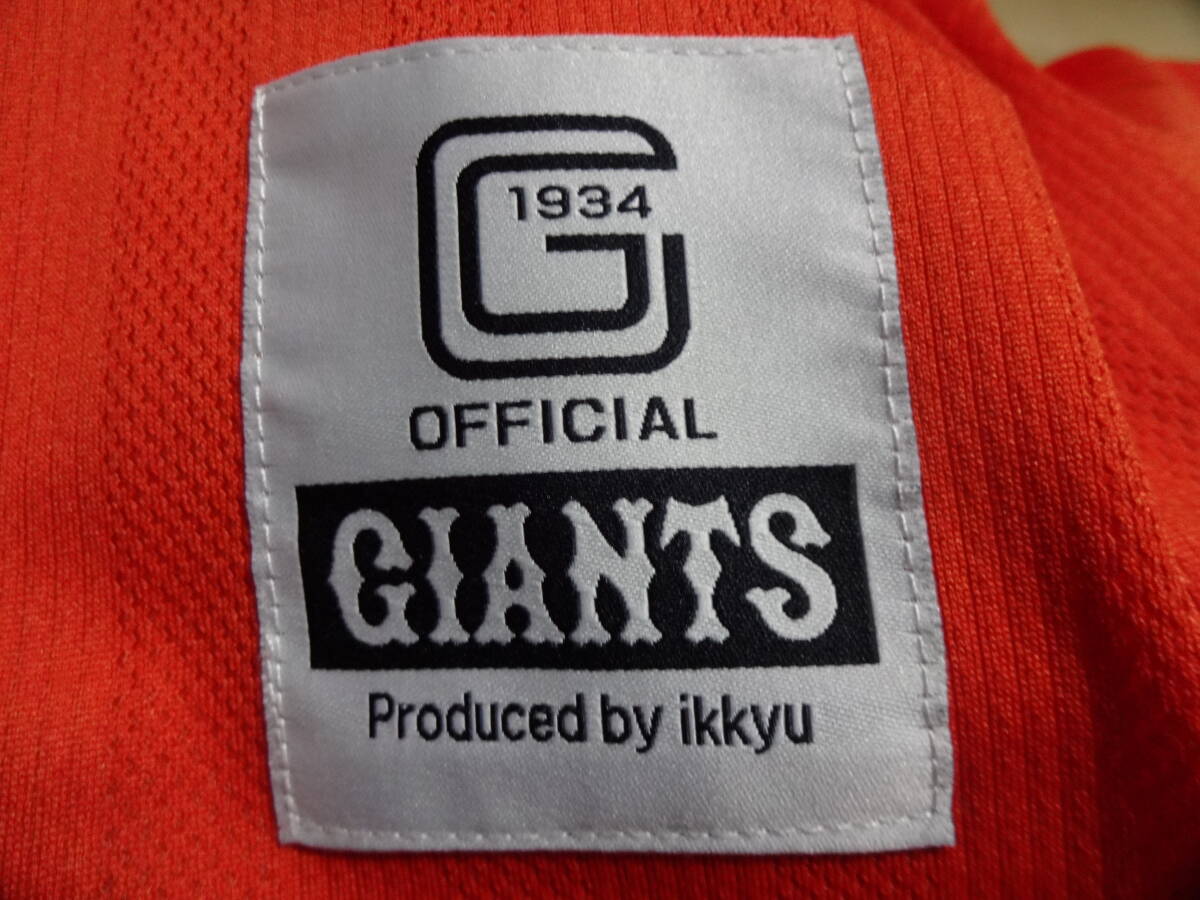 G
1934
OFFICIAL
GIANTS
Produced by ikkyu